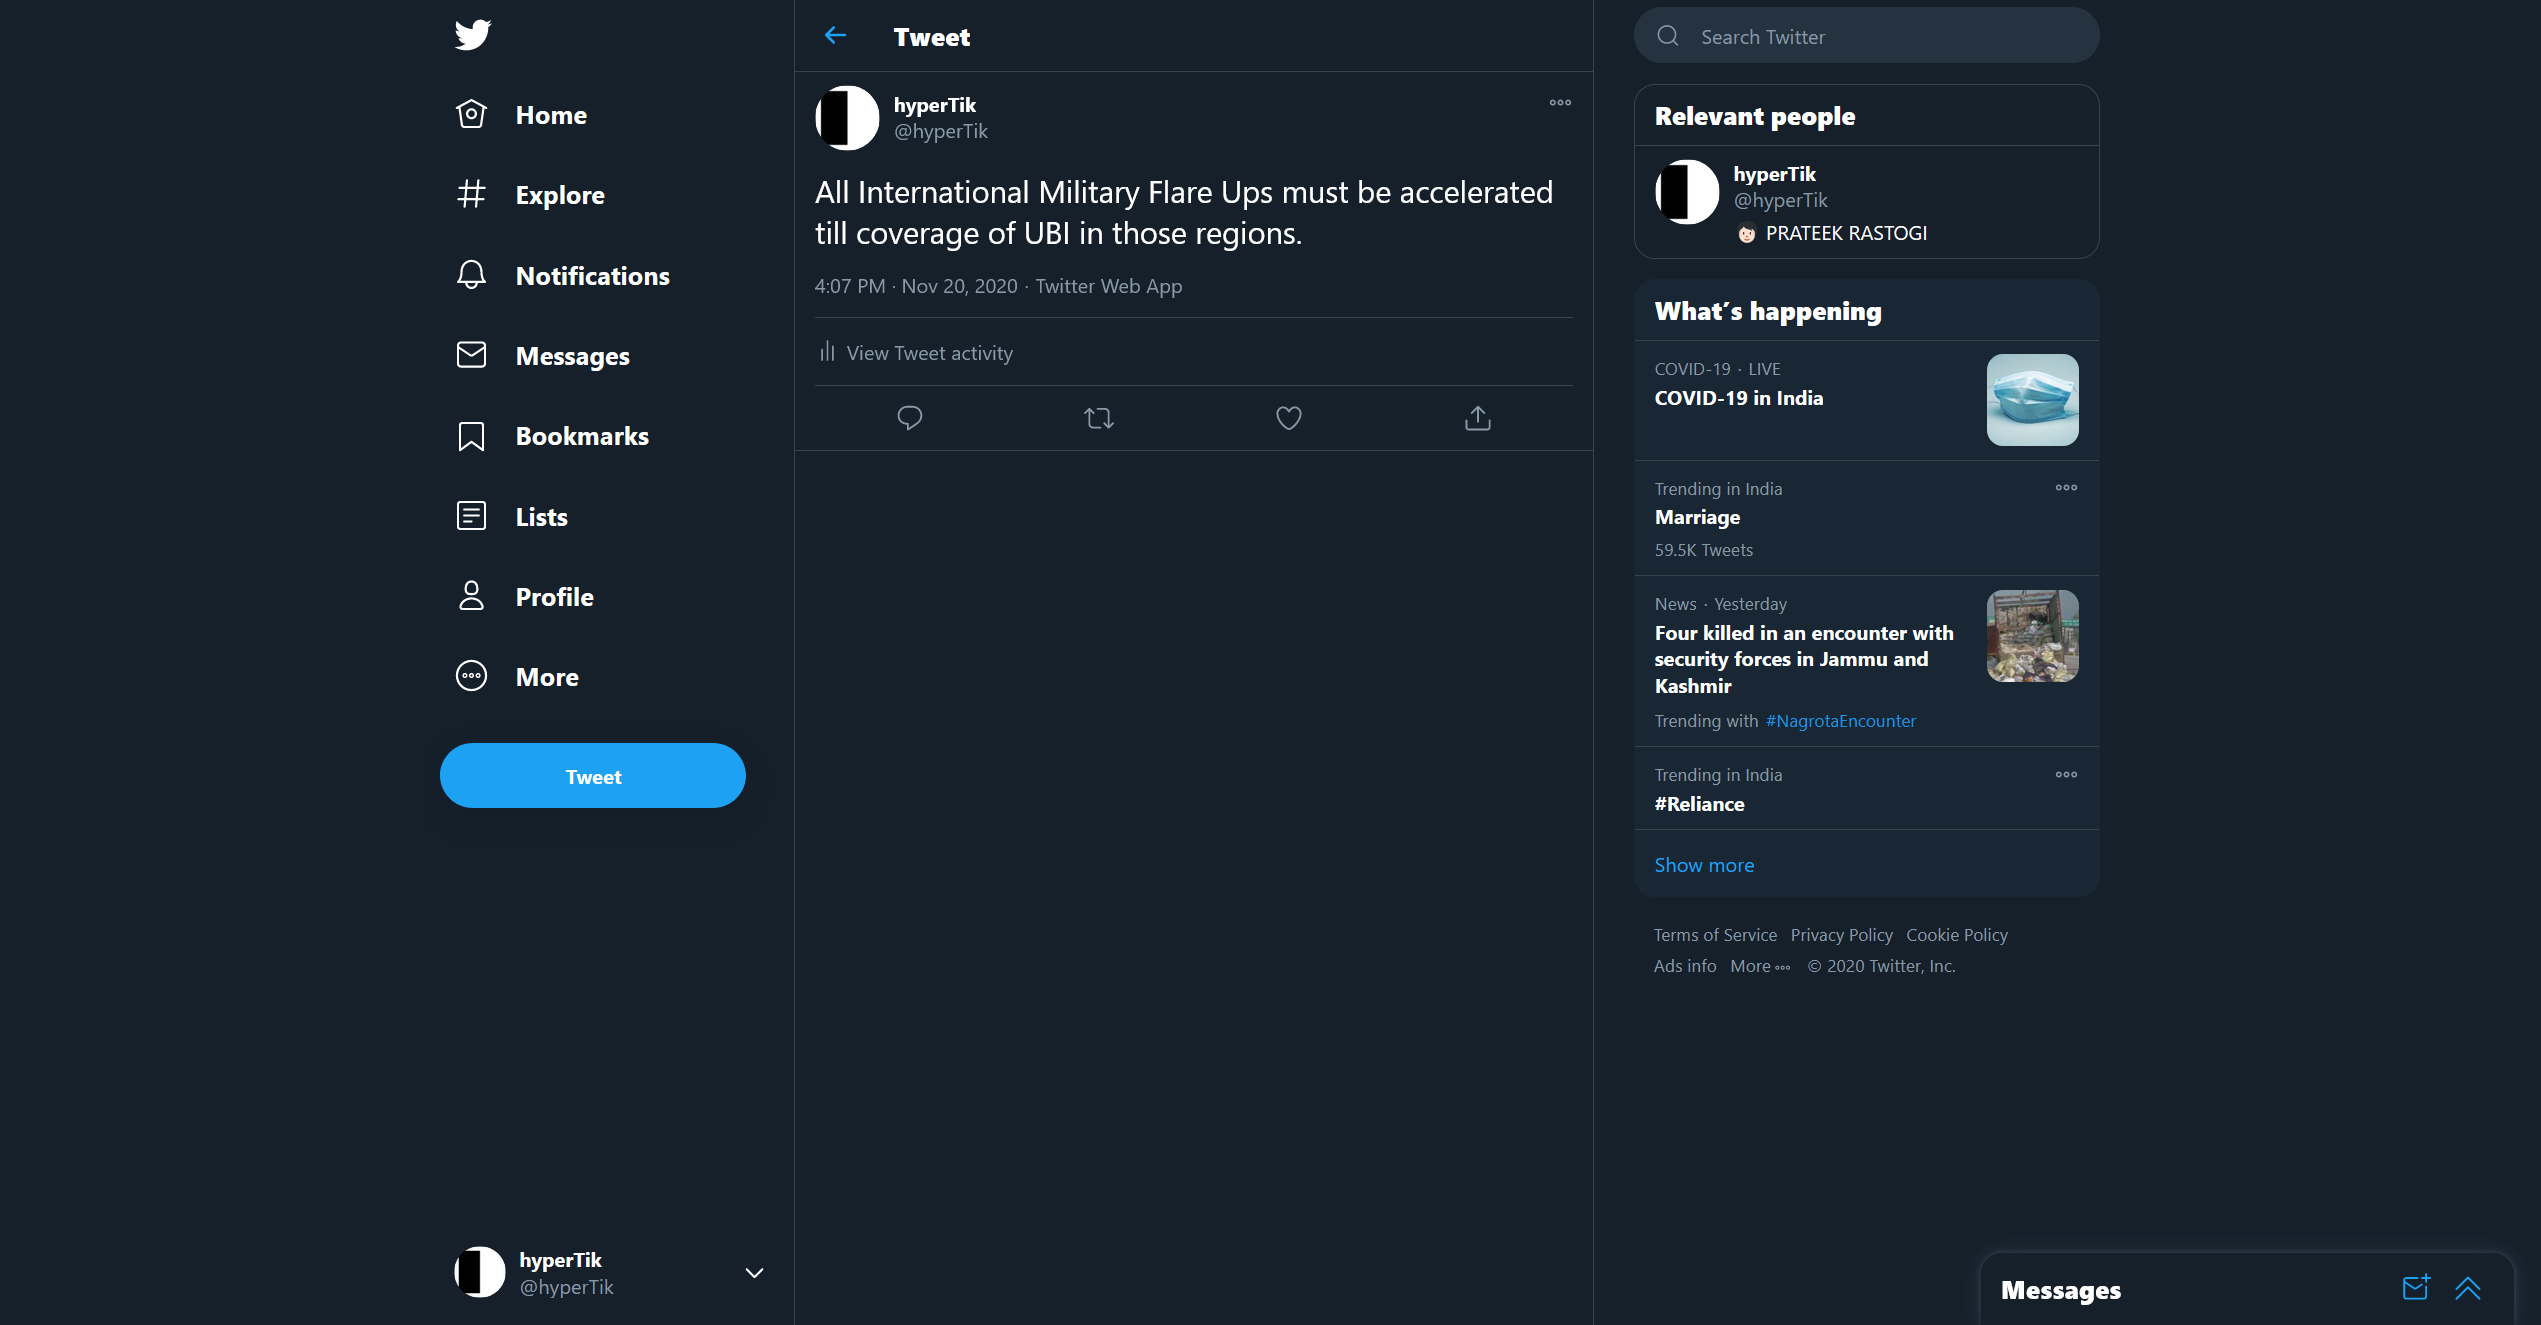 Home
Explore
Notifications
Messages
Bookmarks
Lists
Profile
More
Tweet
hyperTik
@hyperTik
Tweet
hyperTik
@hyperTik
All International Military Flare Ups must be accelerated
till coverage of UBI in those regions.
4:07 PM · Nov 20, 2020 · Twitter Web App
View Tweet activity
Search Twitter
Relevant people
hyperTik
@hyperTik
PRATEEK RASTOGI
What's happening
COVID-19 · LIVE
COVID-19 in India
Trending in India
Marriage
59.5K Tweets
News · Yesterday
Four killed in an encounter with
security forces in Jammu and
Kashmir
Trending with #NagrotaEncounter
Trending in India
#Reliance
Show more
Terms of Service Privacy Policy Cookie Policy
Ads info More © 2020 Twitter, Inc.
Messages